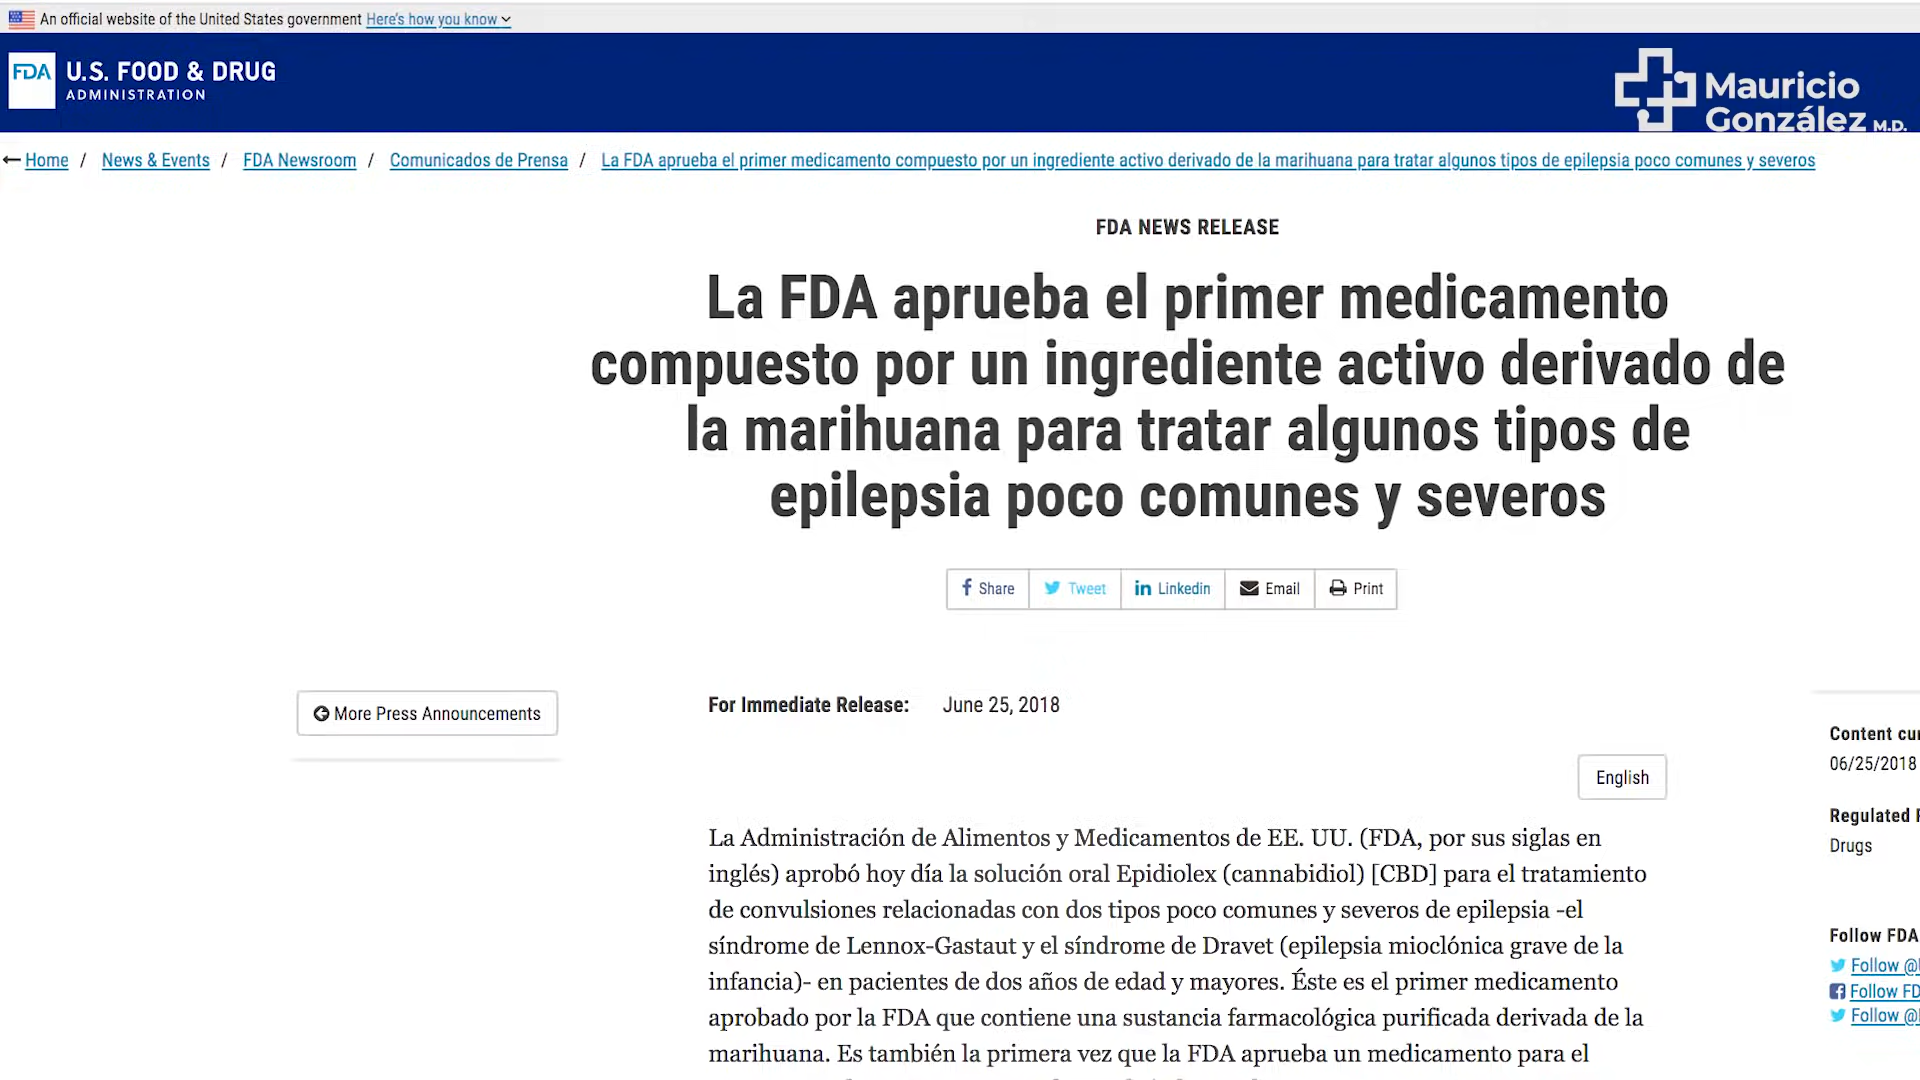 An official website of the United States government Here's how you know
FDA U.S. FOOD & DRUG
ADMINISTRATION
Mauricio
González M.D.
Home / News & Events / FDA Newsroom / Comunicados de Prensa / La FDA aprueba el primer medicamento compuesto por un ingrediente activo derivado de la marihuana para tratar algunos tipos de epilepsia poco comunes y severos
FDA NEWS RELEASE
La FDA aprueba el primer medicamento
compuesto por un ingrediente activo derivado de
la marihuana para tratar algunos tipos de
epilepsia poco comunes y severos
Share Tweet Linkedin Email Print
More Press Announcements
For Immediate Release: June 25, 2018
English
La Administración de Alimentos y Medicamentos de EE. UU. (FDA, por sus siglas en
inglés) aprobó hoy día la solución oral Epidiolex (cannabidiol) [CBD] para el tratamiento
de convulsiones relacionadas con dos tipos poco comunes y severos de epilepsia -el
síndrome de Lennox-Gastaut y el síndrome de Dravet (epilepsia mioclónica grave de la
infancia)- en pacientes de dos años de edad y mayores. Éste es el primer medicamento
aprobado por la FDA que contiene una sustancia farmacológica purificada derivada de la
marihuana. Es también la primera vez que la FDA aprueba un medicamento para el
Content
06/25/2018
Regulated
Drugs
Follow FDA
Follow
Follow
Follow